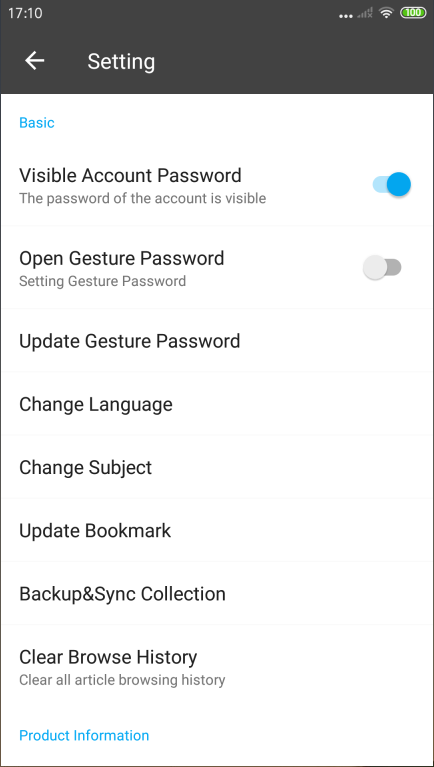 17:10
100
Setting
Basic
Visible Account Password
The password of the account is visible
Open Gesture Password
Setting Gesture Password
Update Gesture Password
Change Language
Change Subject
Update Bookmark
Backup&Sync Collection
Clear Browse History
Clear all article browsing history
Product Information